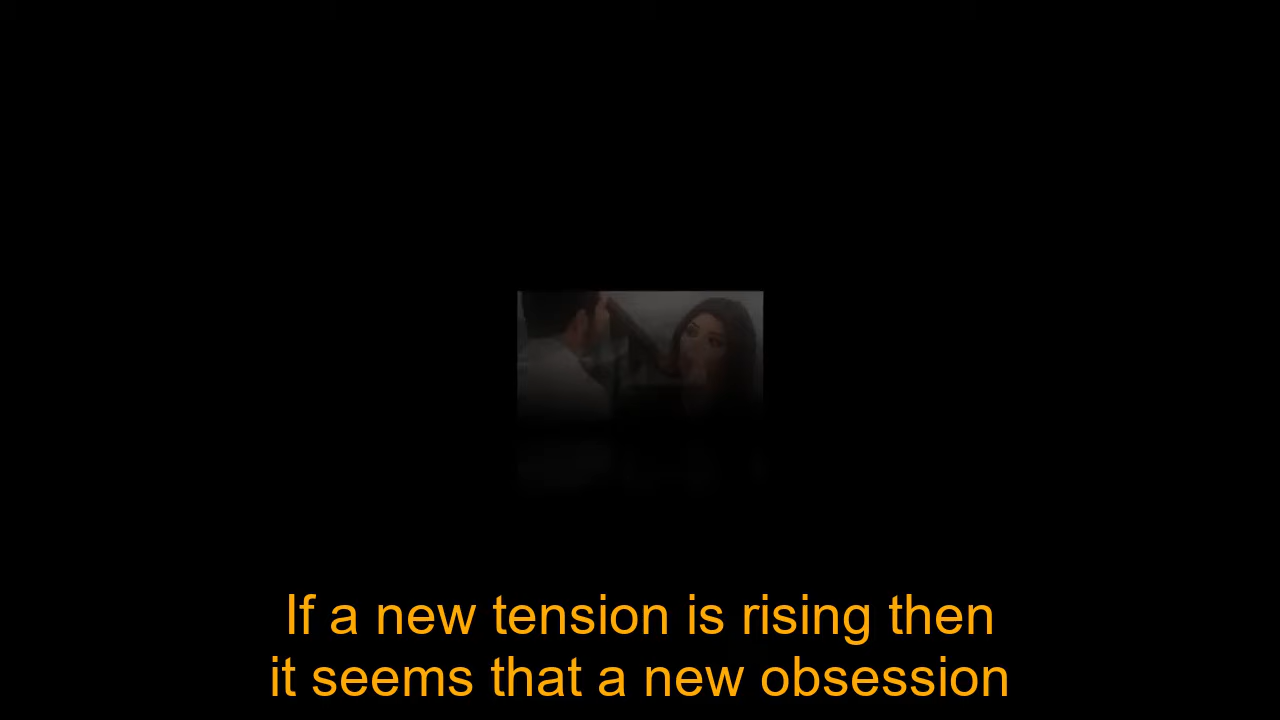 If a new tension is rising then
it seems that a new obsession